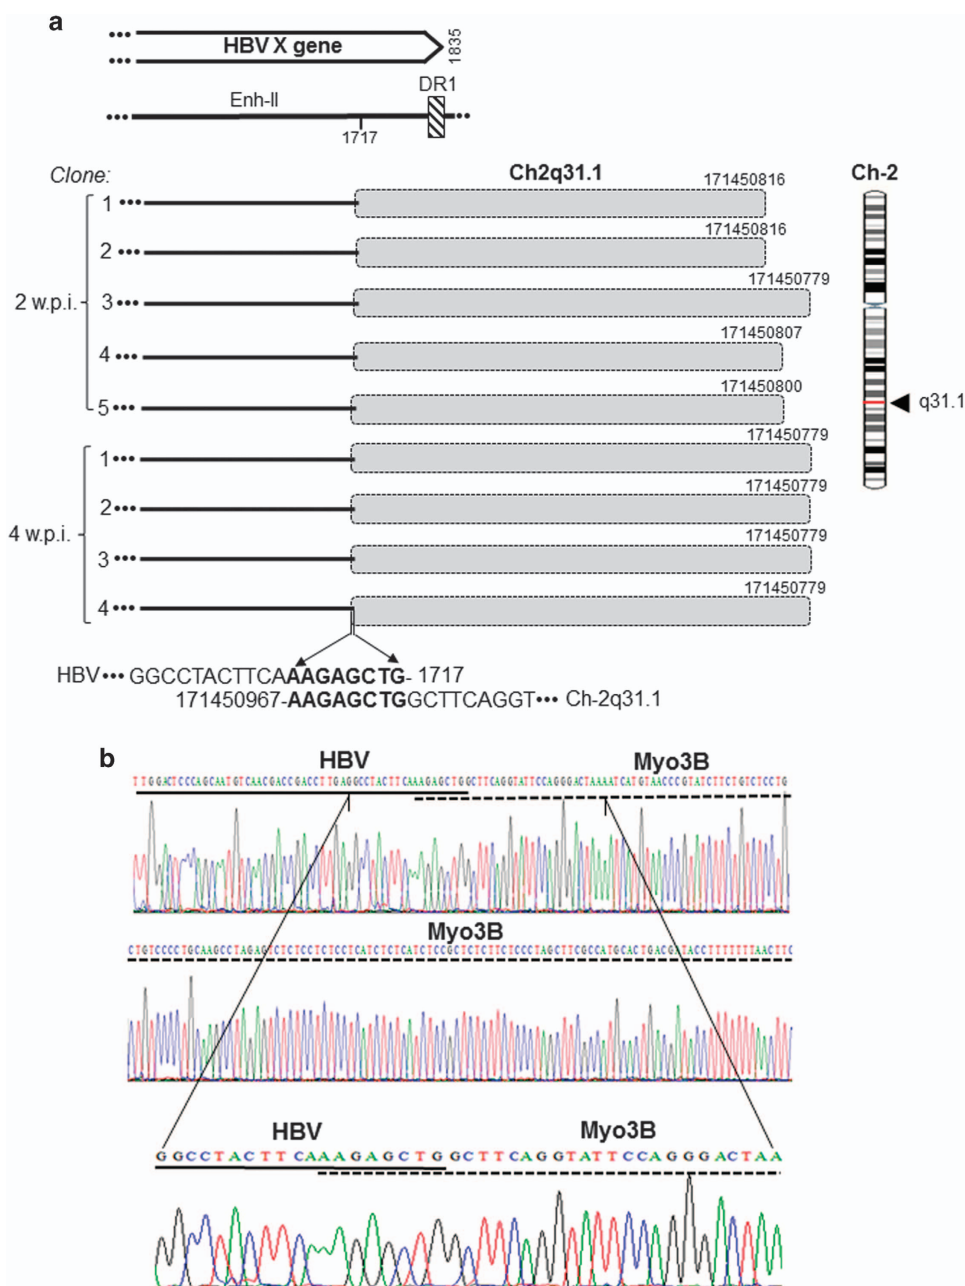 a
HBV X gene
1835
DR1
Enh-II
1717
Clone:
Ch2q31.1
Ch-2
2 w.p.i.
1
171450816
2
171450816
3
171450779
4
171450807
5
171450800
q31.1
4 w.p.i.
1
171450779
2
171450779
3
171450779
4
171450779
HBV••• GGCCTACTTCAAAGAGCTG- 1717
171450967-AAGAGCTGGCTTCAGGT••• Ch-2q31.1
b
HBV
Myo3B
TTGGACTCCCAGCAATGTCAACGACCGACCTTGAGGCCTACTTCAAAGAGCTGGCTTCAGGTATTCCAGGGACTAAAATCATGTAACCCGTATCTTCTGTCTCCTG
Myo3B
CTGTCCCCTGCAAGCCTAGAGTCTCTCCTCTCCTCATCTCTCATCTCCGCTCTCTTCTCCCTAGCTTCGCCATGCACTGACGATACCTTTTTTTAACTTC
HBV
Myo3B
GGCCTACTTCAAAGAGCTGGCTTCAGGTATTCCAGGGACTAA